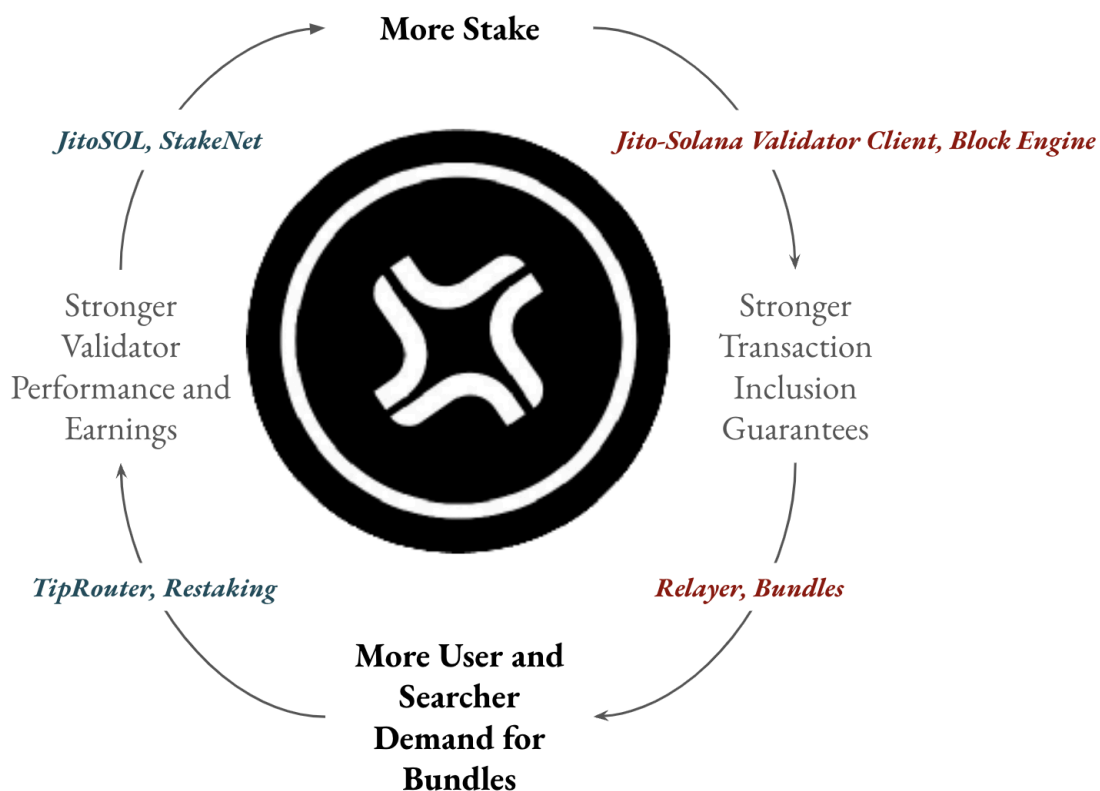 More Stake
JitoSOL, StakeNet
Jito-Solana Validator Client, Block Engine
Stronger
Validator
Performance and
Earnings
Stronger
Transaction
Inclusion
Guarantees
TipRouter, Restaking
Relayer, Bundles
More User and
Searcher
Demand for
Bundles